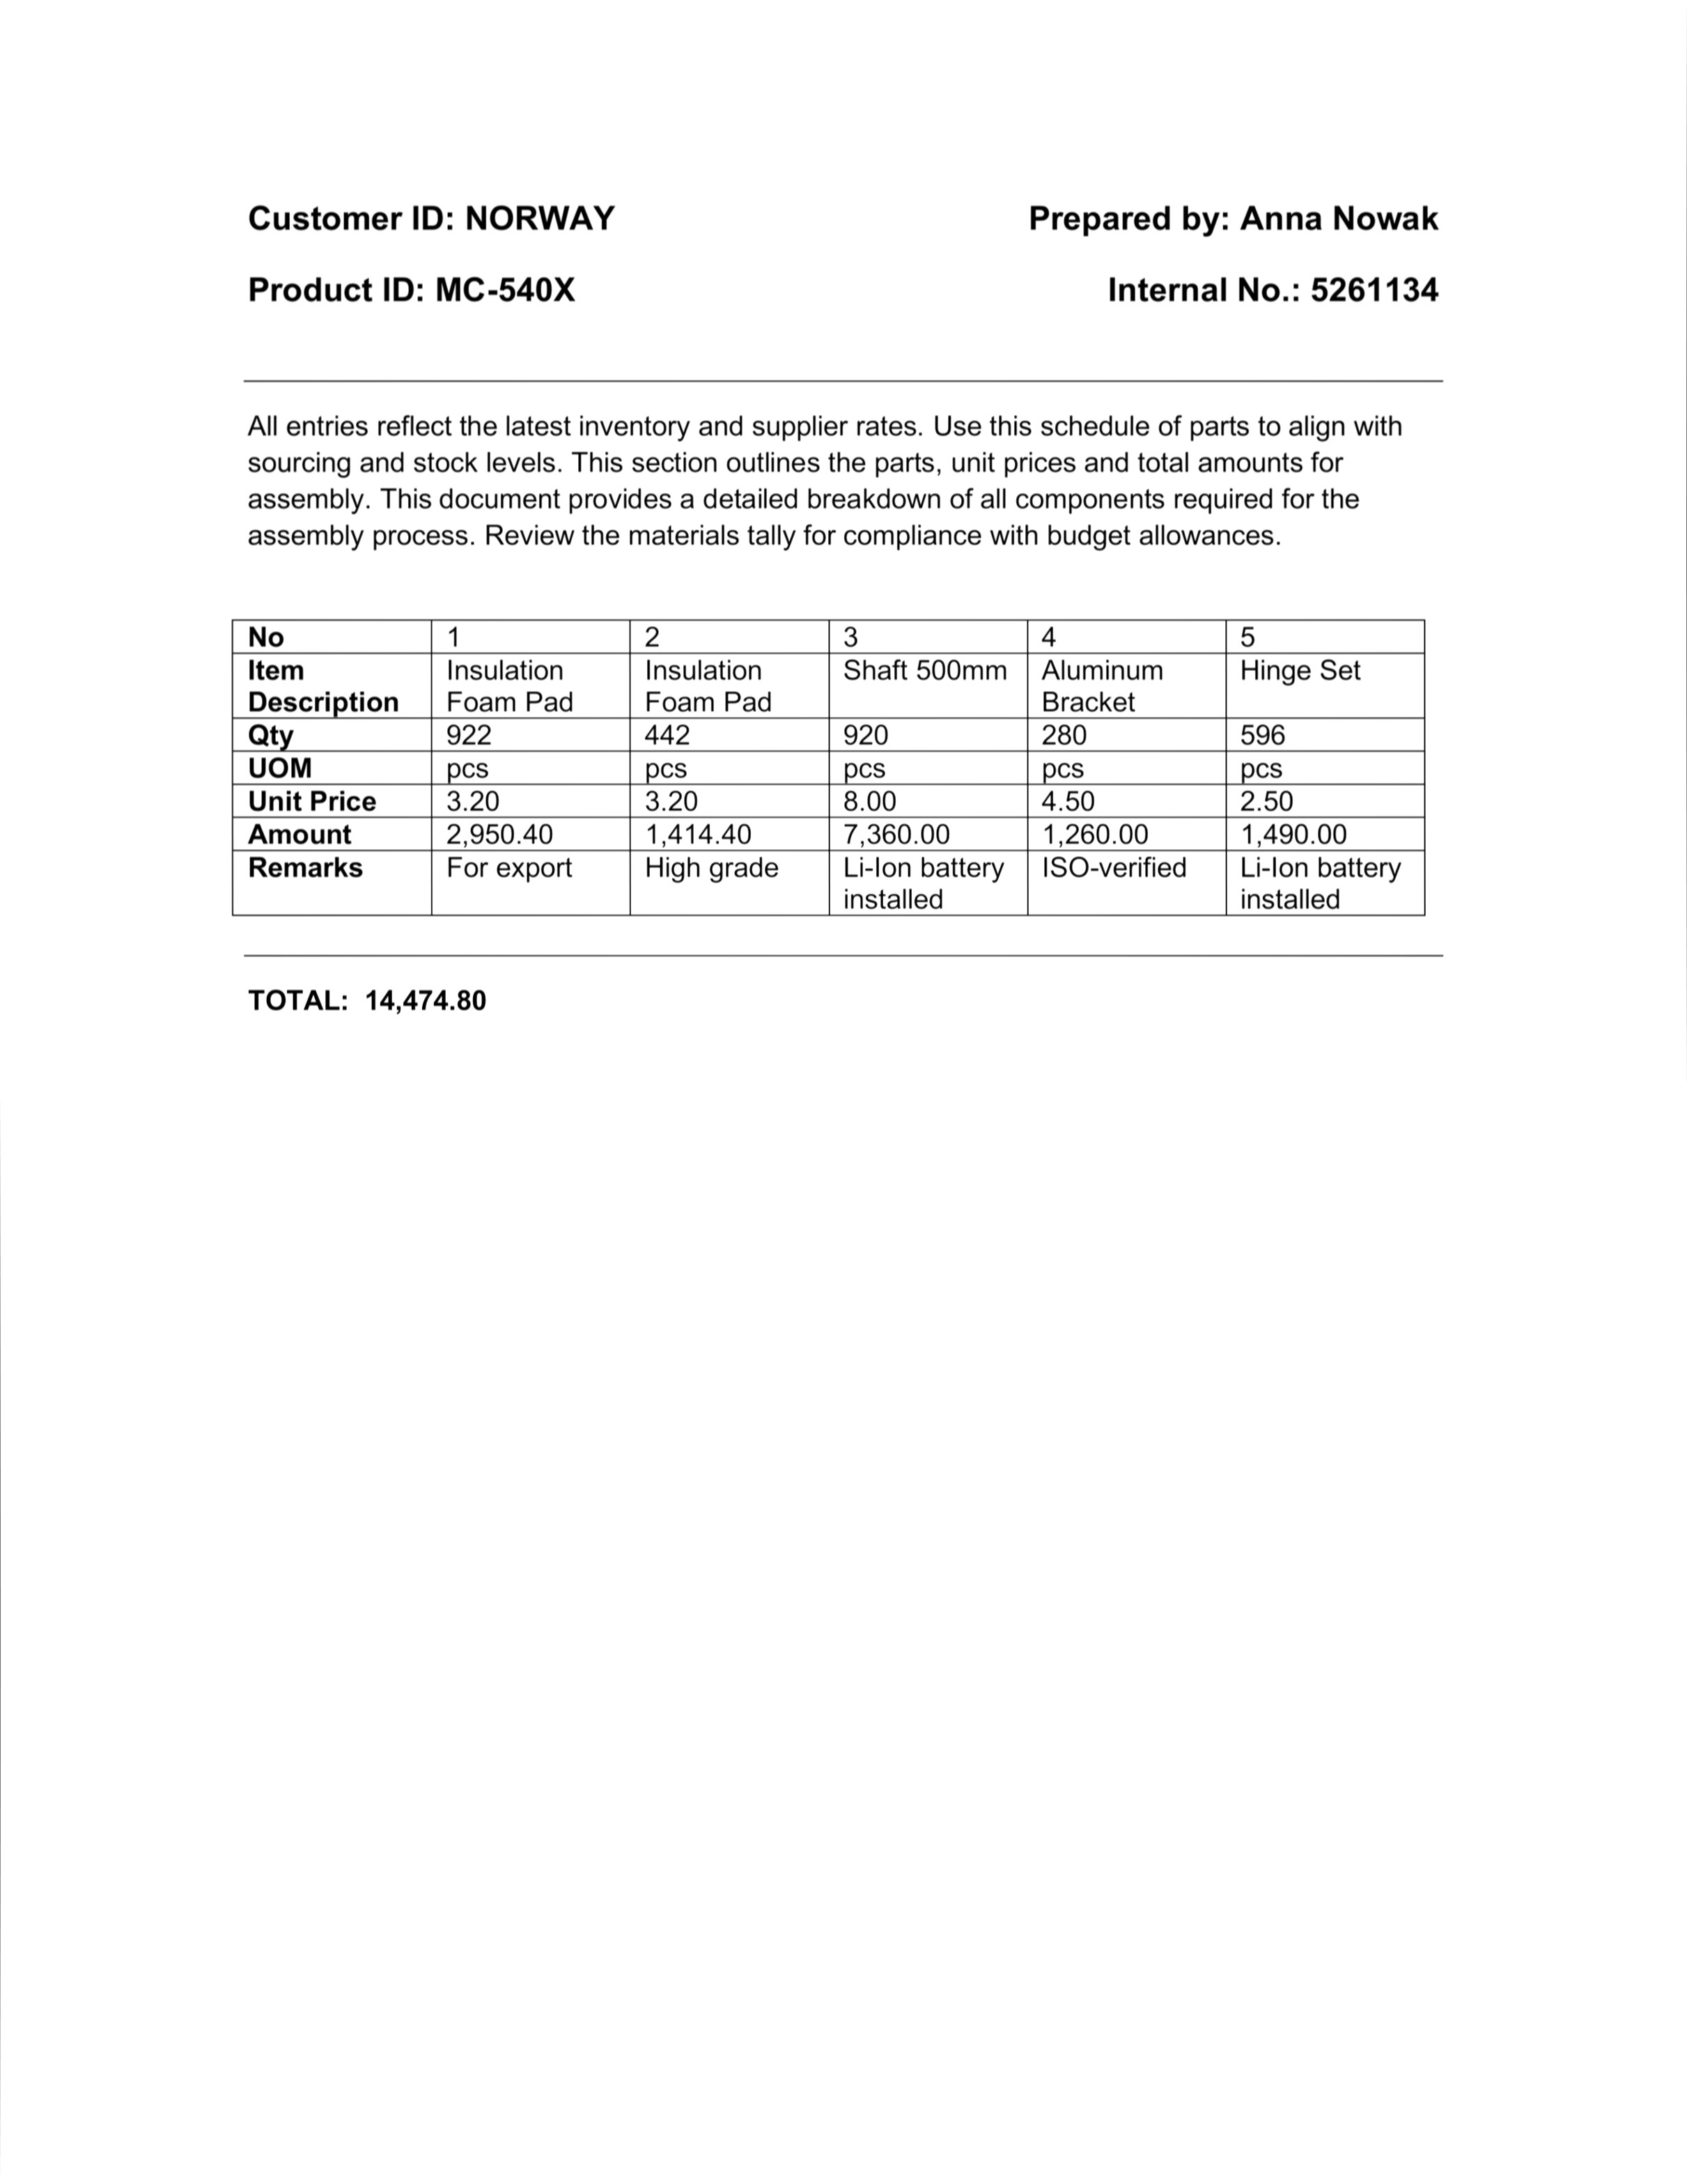 Customer ID: NORWAY Prepared by: Anna Nowak
Product ID: MC-540X Internal No.: 5261134
All entries reflect the latest inventory and supplier rates. Use this schedule of parts to align with
sourcing and stock levels. This section outlines the parts, unit prices and total amounts for
assembly. This document provides a detailed breakdown of all components required for the
assembly process. Review the materials tally for compliance with budget allowances.
No 1 2 3 4 5
Item Insulation Insulation Shaft 500mm Aluminum Hinge Set
Description Foam Pad Foam Pad Bracket
Qty 922 442 920 280 596
UOM pcs pcs pcs pcs pcs
Unit Price 3.20 3.20 8.00 4.50 2.50
Amount 2,950.40 1,414.40 7,360.00 1,260.00 1,490.00
Remarks For export High grade Li-Ion battery ISO-verified Li-Ion battery
installed installed
TOTAL: 14,474.80